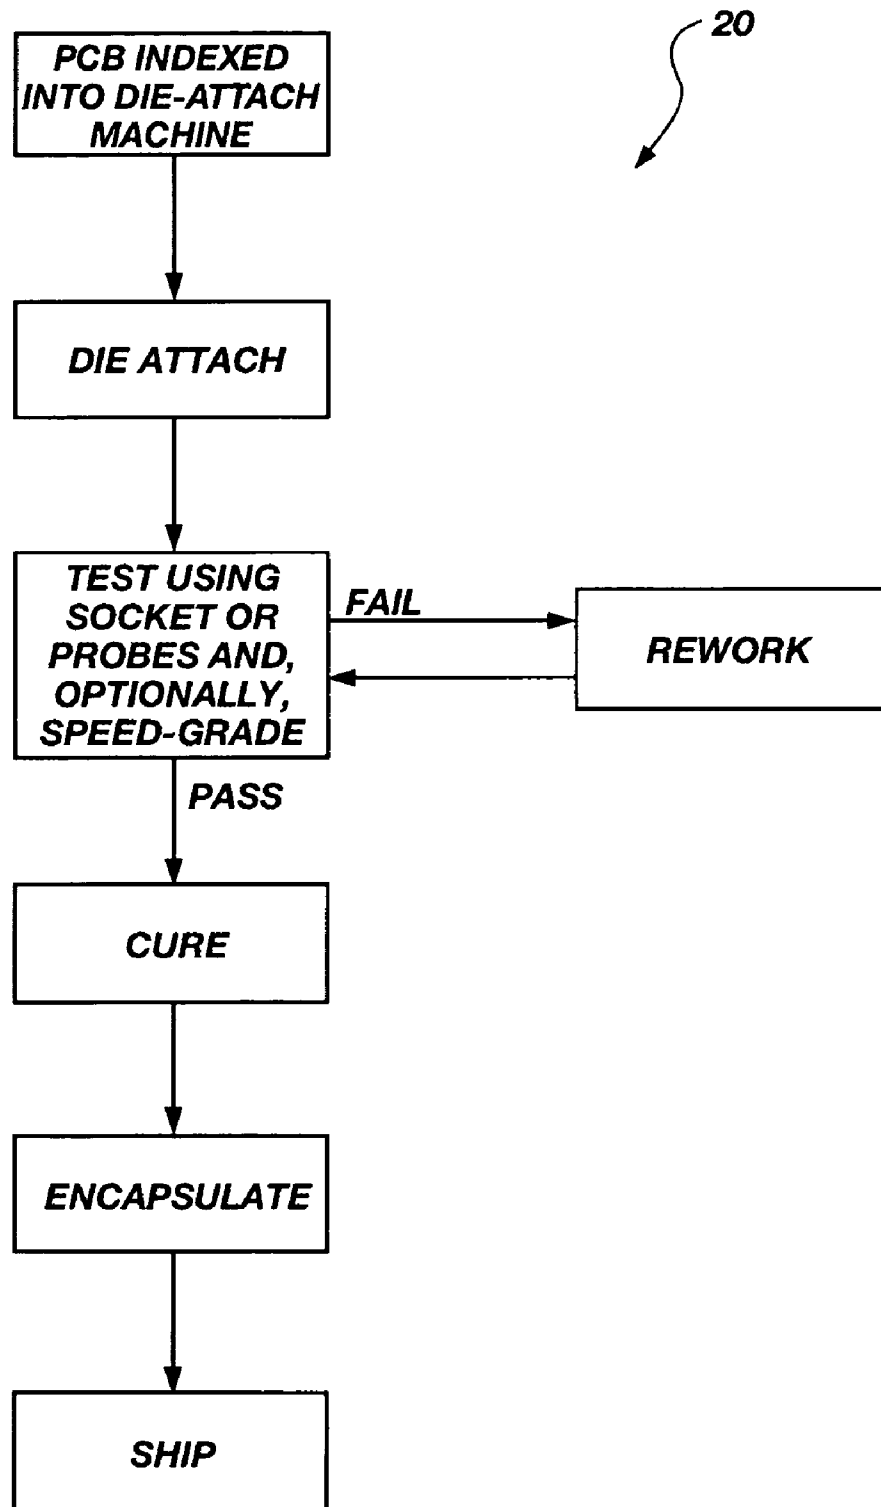 20
PCB INDEXED
INTO DIE-ATTACH
MACHINE
DIE ATTACH
TEST USING
SOCKET OR
PROBES AND,
OPTIONALLY,
SPEED-GRADE
FAIL
REWORK
PASS
CURE
ENCAPSULATE
SHIP